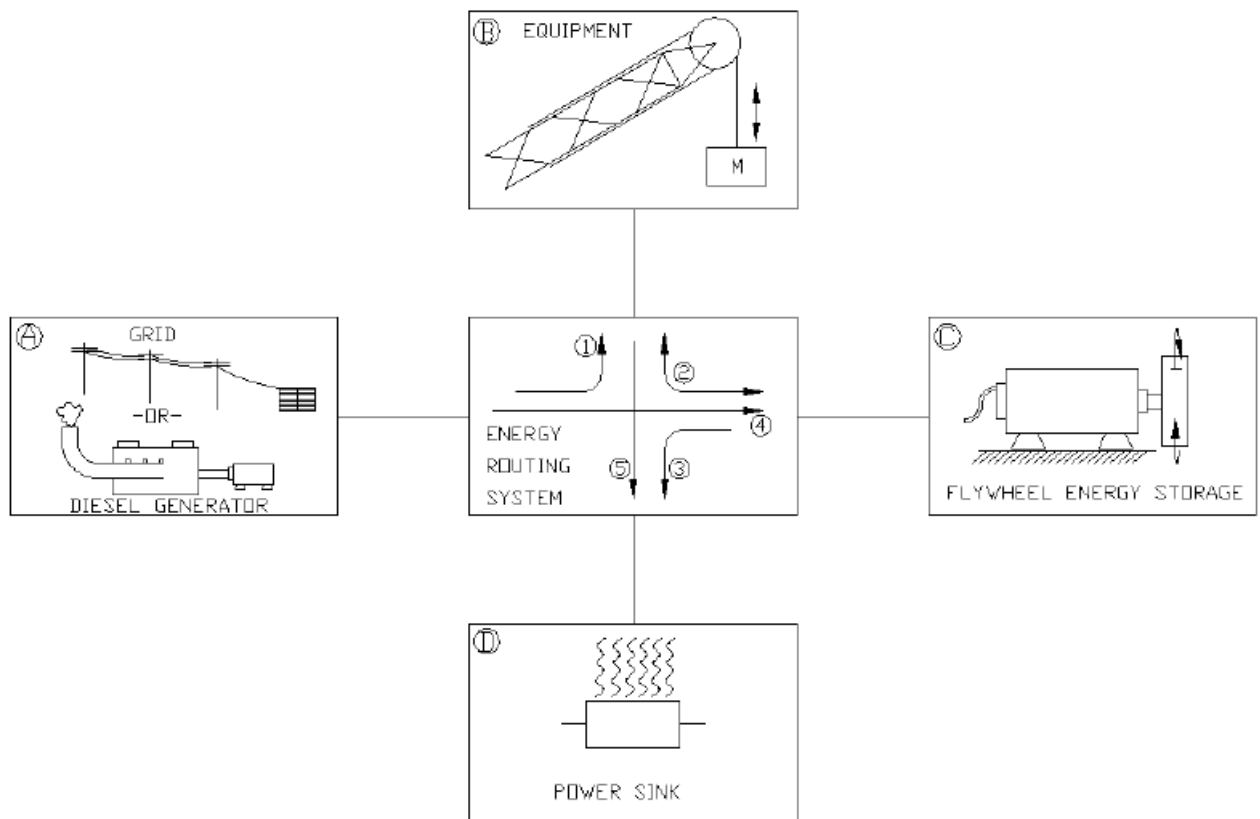 Ⓑ EQUIPMENT
M
Ⓐ
GRID
-OR-
DIESEL GENERATOR
①
②
④
ENERGY
ROUTING
SYSTEM
⑤
③
Ⓒ
FLYWHEEL ENERGY STORAGE
Ⓓ
POWER SINK